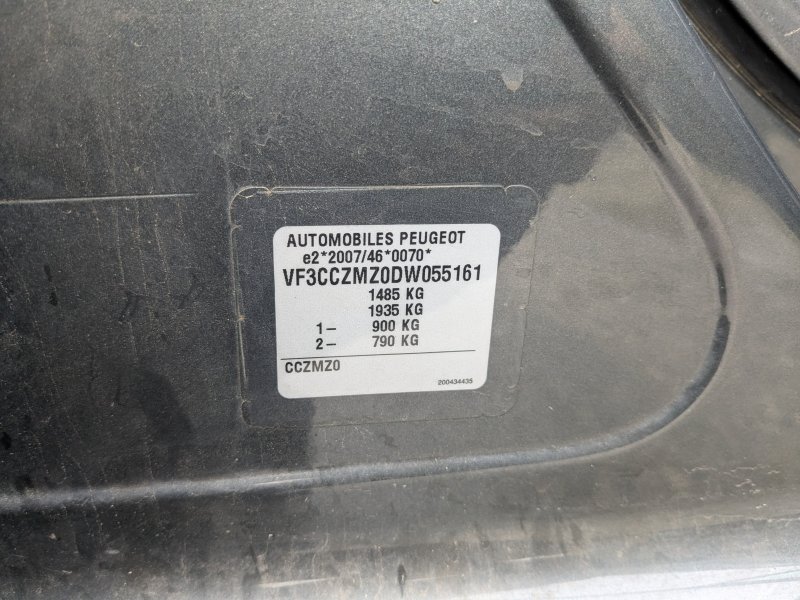 AUTOMOBILES PEUGEOT
e2*2007/46*0070*
VF3CCZMZ0DW055161
1485 KG
1935 KG
1– 900 KG
2– 790 KG
CCZMZ0
200434435